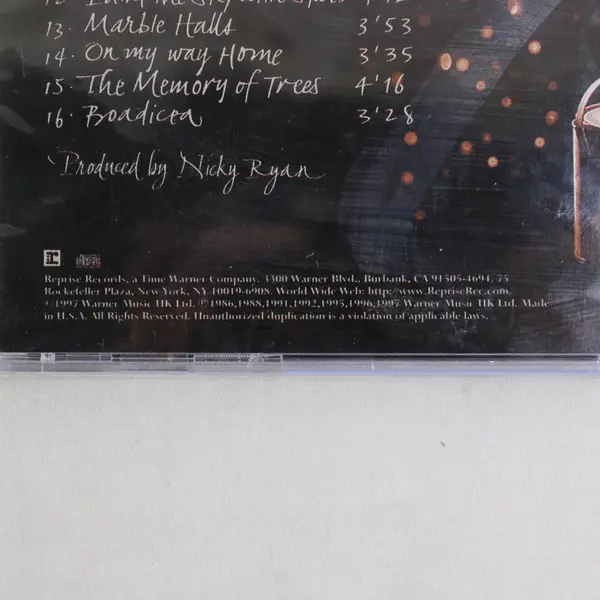 13. Marble Halls 3'53
14. On my way Home 3'35
15. The Memory of Trees 4'16
16. Boadicea 3'28
Produced by Nicky Ryan
r
Reprise Records, a Time Warner Company. 3300 Warner Blvd., Burbank, CA 91505-4694. 75
Rockefeller Plaza, New York, NY 10019-6908. World Wide Web: http://www.RepriseRec.com.
© 1997 Warner Music UK Ltd. ℗ 1986,1988,1991,1992,1995,1996,1997 Warner Music UK Ltd. Made
in U.S.A. All Rights Reserved. Unauthorized duplication is a violation of applicable laws.